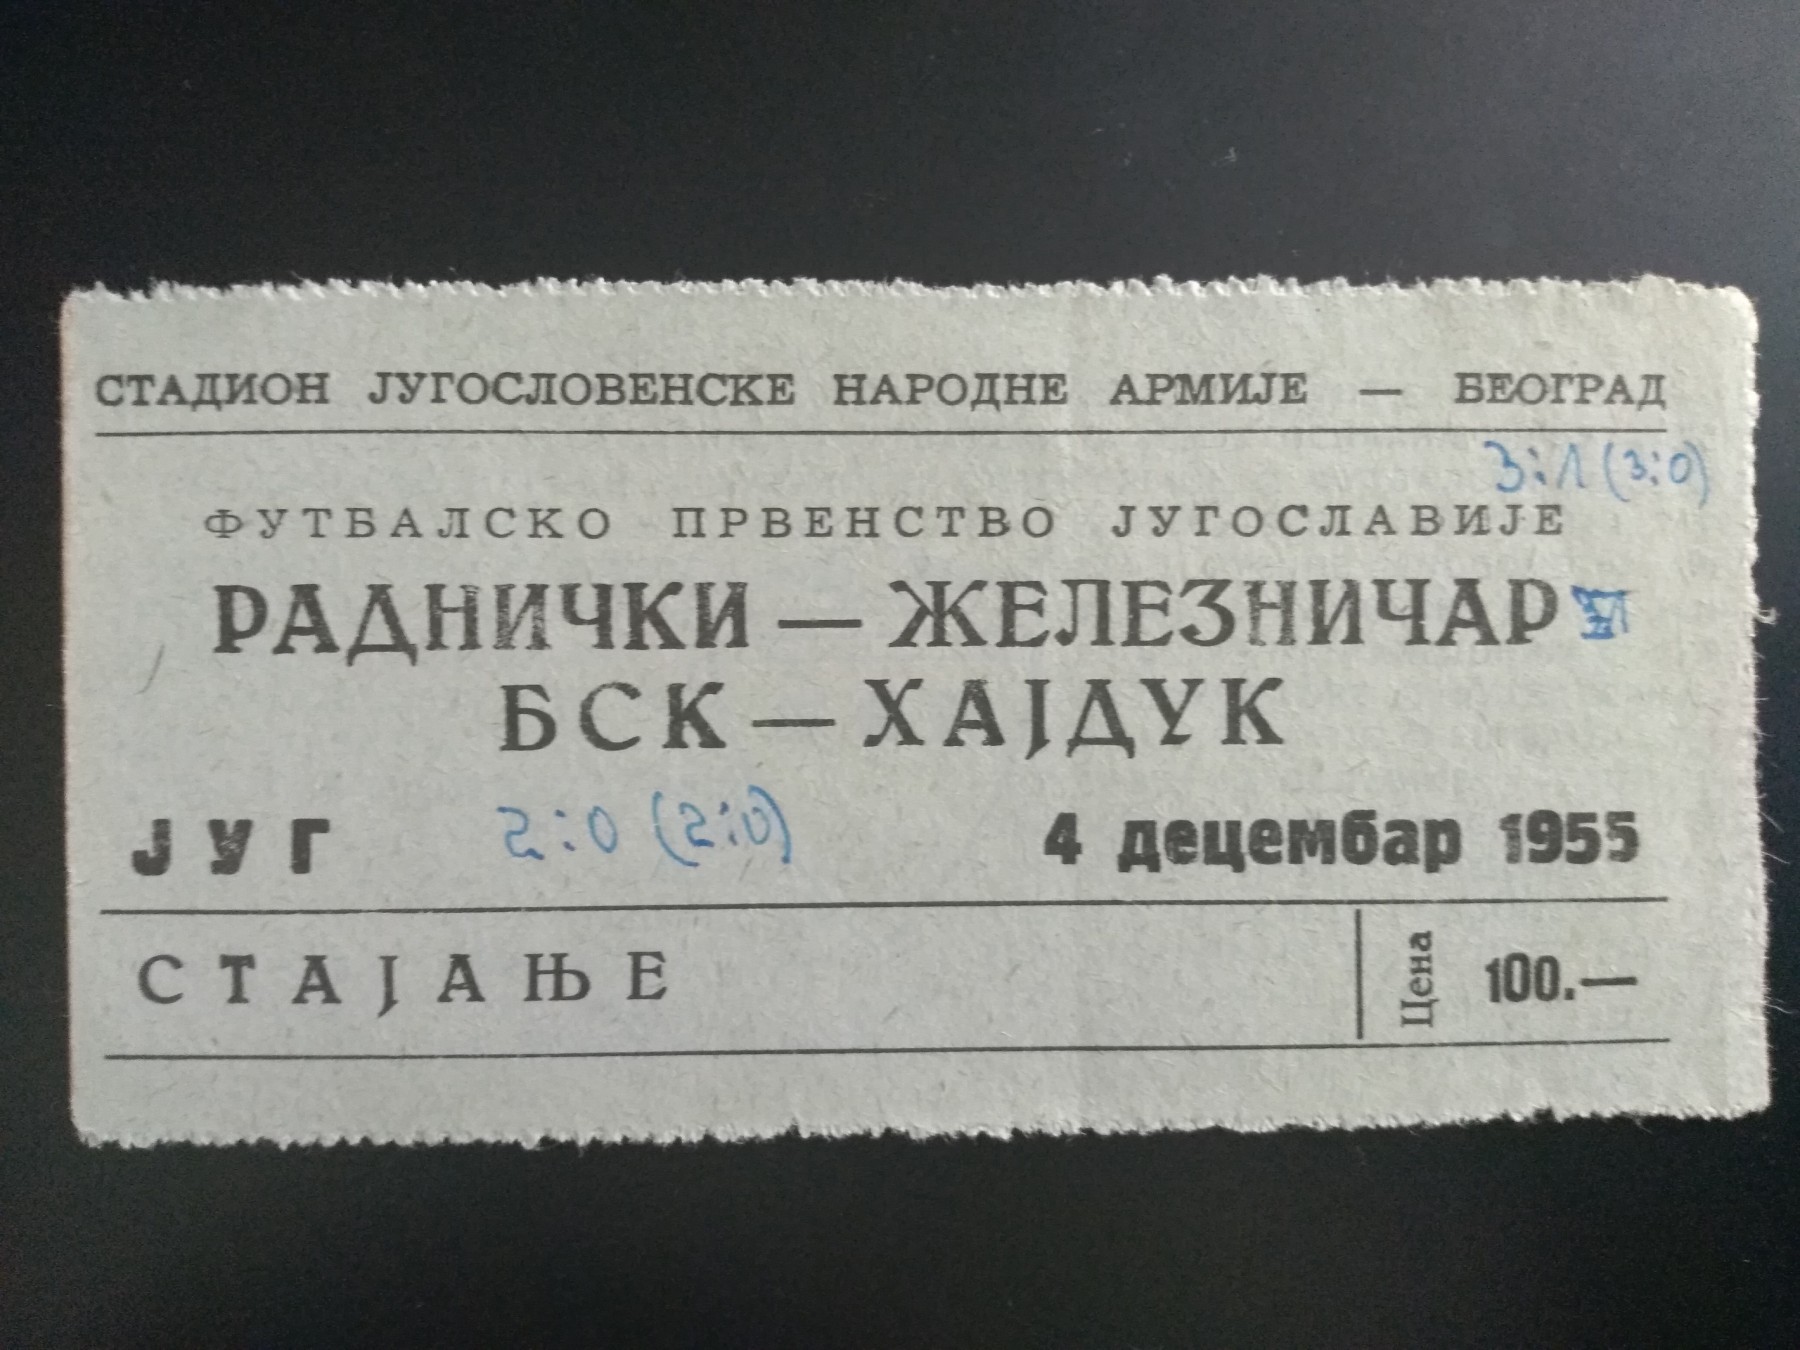 СТАДИОН ЈУГОСЛОВЕНСКЕ НАРОДНЕ АРМИЈЕ — БЕОГРАД
3:1 (3:0)
ФУТБАЛСКО ПРВЕНСТВО ЈУГОСЛАВИЈЕ
РАДНИЧКИ — ЖЕЛЕЗНИЧАР
БСК — ХАЈДУК
ЈУГ 2:0 (2:0) 4 децембар 1955
СТАЈАЊЕ Цена 100.—